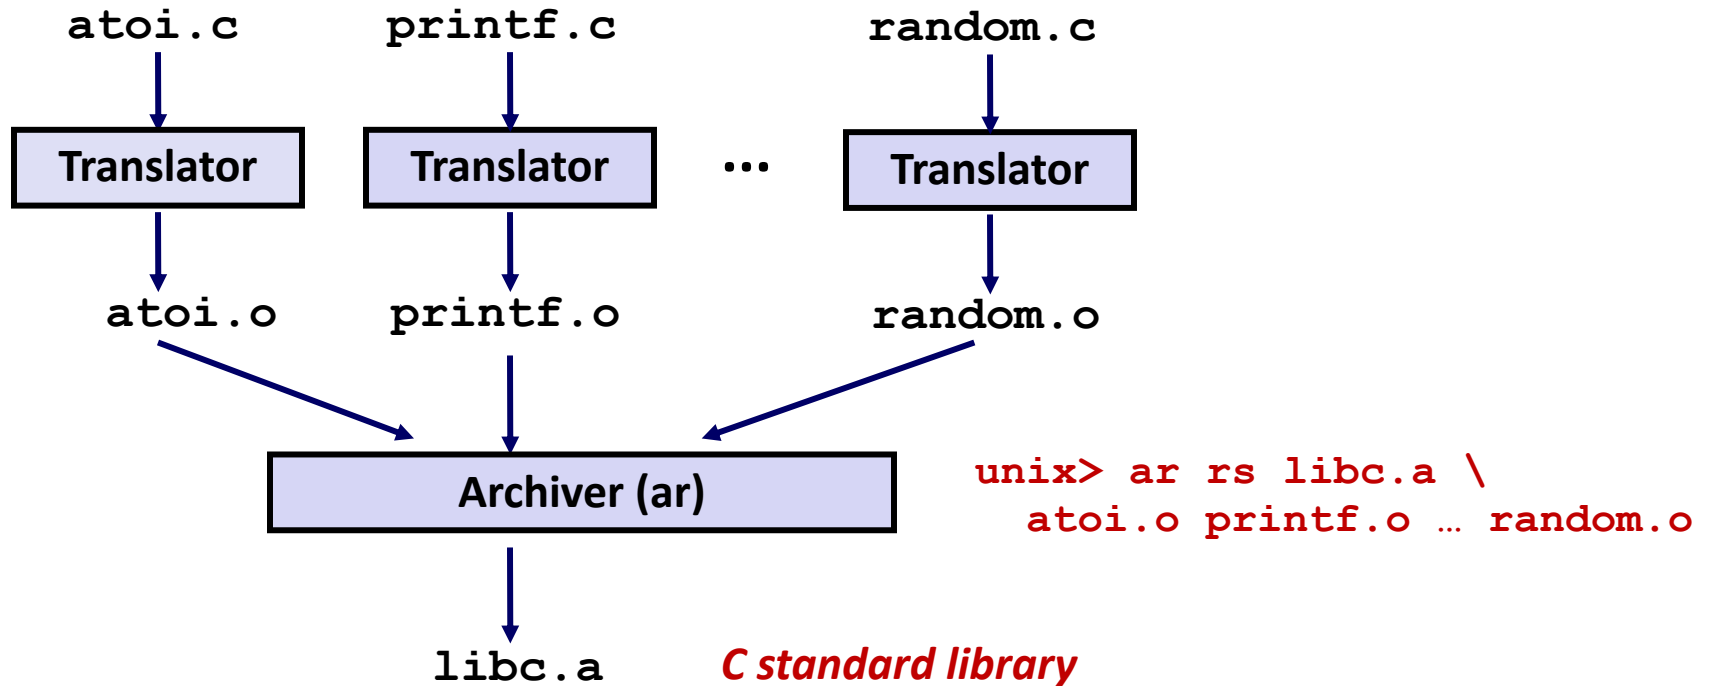 atoi.c printf.c random.c
Translator Translator ... Translator
atoi.o printf.o random.o
Archiver (ar)
unix> ar rs libc.a \
atoi.o printf.o … random.o
libc.a C standard library